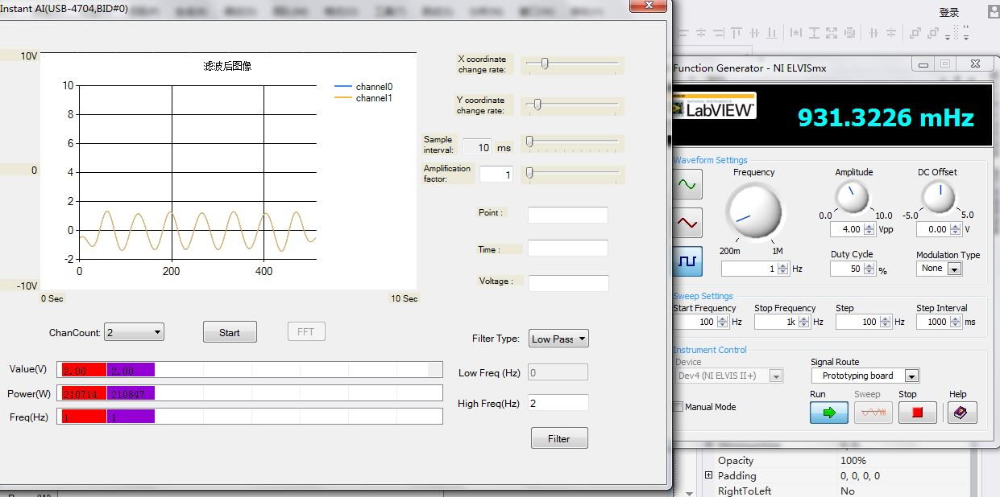 Instant AI(USB-4704,BID#0)
登录
10V
0
-10V
滤波后图像
channel0
channel1
10
8
6
4
2
0
-2
0
200
400
0 Sec
10 Sec
X coordinate
change rate:
Y coordinate
change rate:
Sample
interval:
10 ms
Amplification
factor:
1
Point :
Time :
Voltage :
ChanCount: 2
Start
FFT
Filter Type: Low Pass
Value(V) 2.00 2.00
Low Freq (Hz) 0
Power(W) 210714 210847
High Freq(Hz) 2
Freq(Hz) 1 1
Filter
Function Generator - NI ELVISmx
NATIONAL INSTRUMENTS
LabVIEW™
931.3226 mHz
Waveform Settings
Frequency
Amplitude
DC Offset
0.0 10.0
-5.0 5.0
4.00 Vpp
0.00 V
200m 1M
1 Hz
Duty Cycle
50 %
Modulation Type
None
Sweep Settings
Start Frequency
Stop Frequency
Step
Step Interval
100 Hz
1k Hz
100 Hz
1000 ms
Instrument Control
Device
Dev4 (NI ELVIS II+)
Signal Route
Prototyping board
Manual Mode
Run
Sweep
Stop
Help
Opacity 100%
Padding 0, 0, 0, 0
RightToLeft No